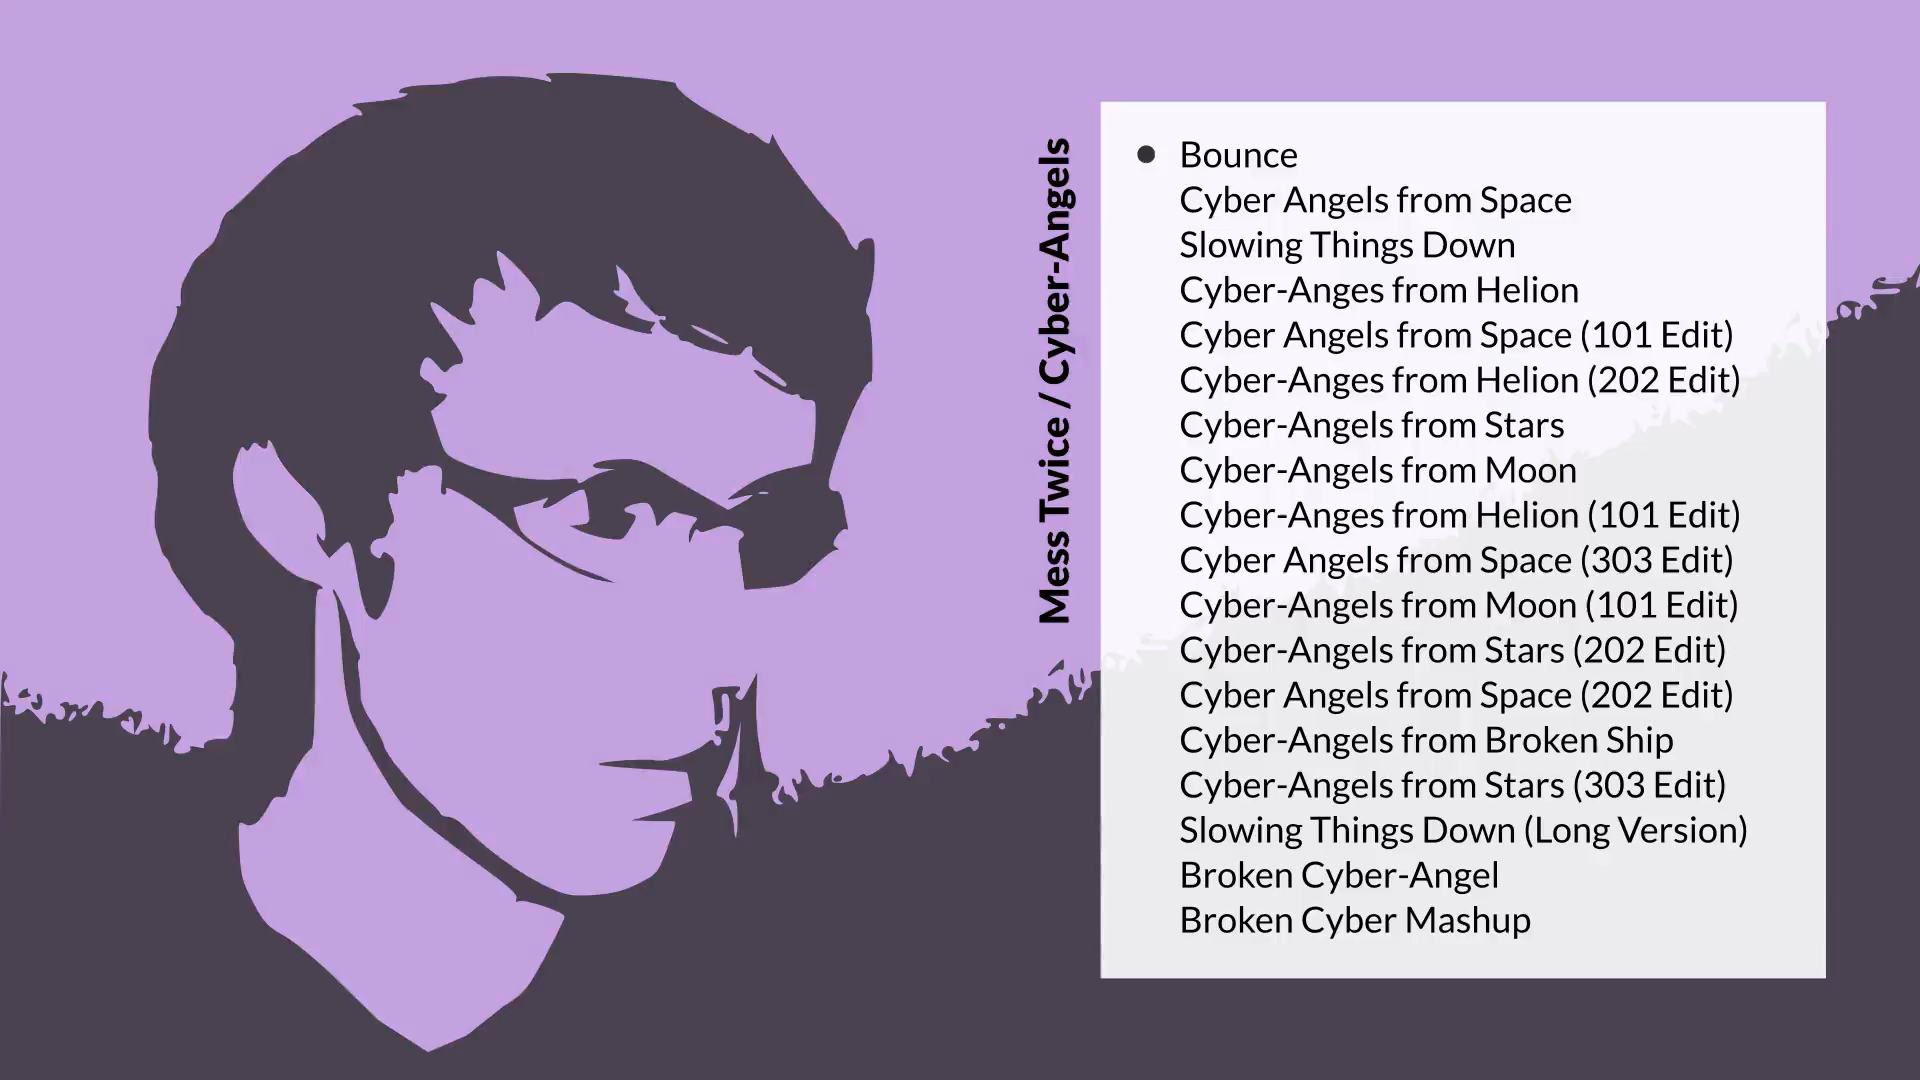 Mess Twice / Cyber-Angels
Bounce
Cyber Angels from Space
Slowing Things Down
Cyber-Anges from Helion
Cyber Angels from Space (101 Edit)
Cyber-Anges from Helion (202 Edit)
Cyber-Angels from Stars
Cyber-Angels from Moon
Cyber-Anges from Helion (101 Edit)
Cyber Angels from Space (303 Edit)
Cyber-Angels from Moon (101 Edit)
Cyber-Angels from Stars (202 Edit)
Cyber Angels from Space (202 Edit)
Cyber-Angels from Broken Ship
Cyber-Angels from Stars (303 Edit)
Slowing Things Down (Long Version)
Broken Cyber-Angel
Broken Cyber Mashup